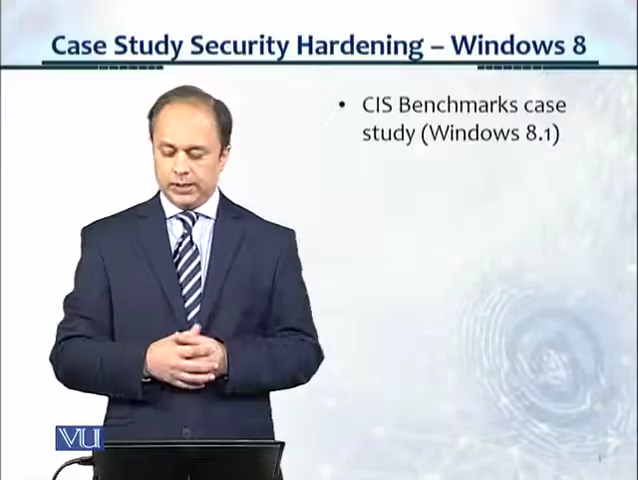 Case Study Security Hardening – Windows 8
• CIS Benchmarks case
study (Windows 8.1)
VU